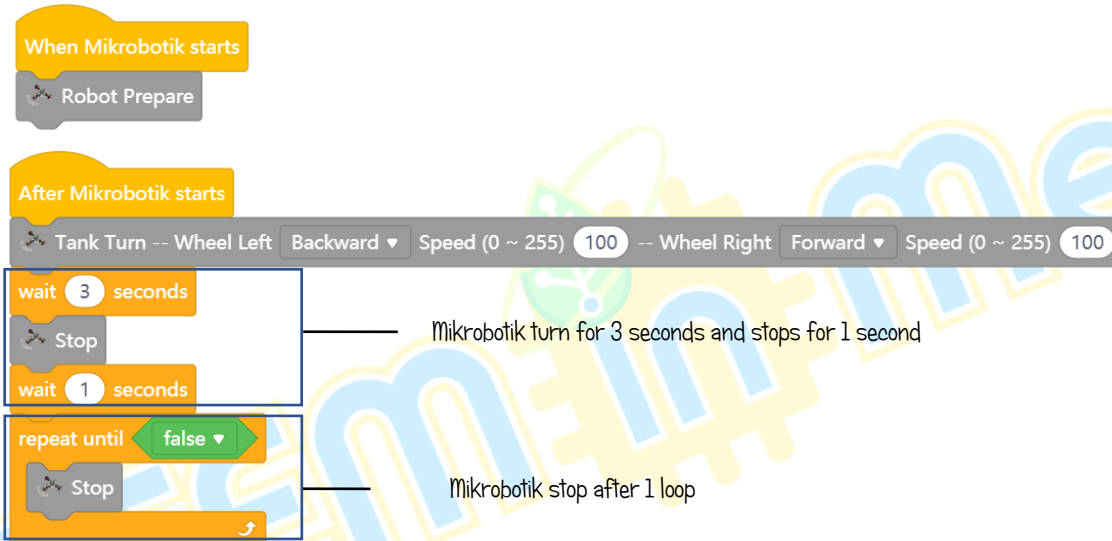 When Mikrobotik starts
Robot Prepare
After Mikrobotik starts
Tank Turn -- Wheel Left Backward ▾ Speed (0 ~ 255) 100 -- Wheel Right Forward ▾ Speed (0 ~ 255) 100
wait 3 seconds
Stop
Mikrobotik turn for 3 seconds and stops for 1 second
wait 1 seconds
repeat until false ▾
Stop
Mikrobotik stop after 1 loop